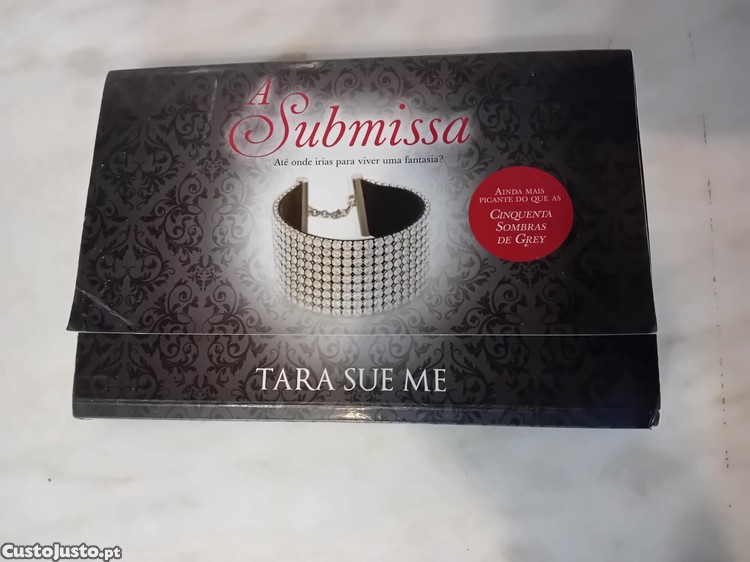 A
Submissa
Até onde irias para viver uma fantasia?
AINDA MAIS
PICANTE DO QUE AS
CINQUENTA
SOMBRAS
DE GREY
TARA SUE ME
CustoJusto.pt